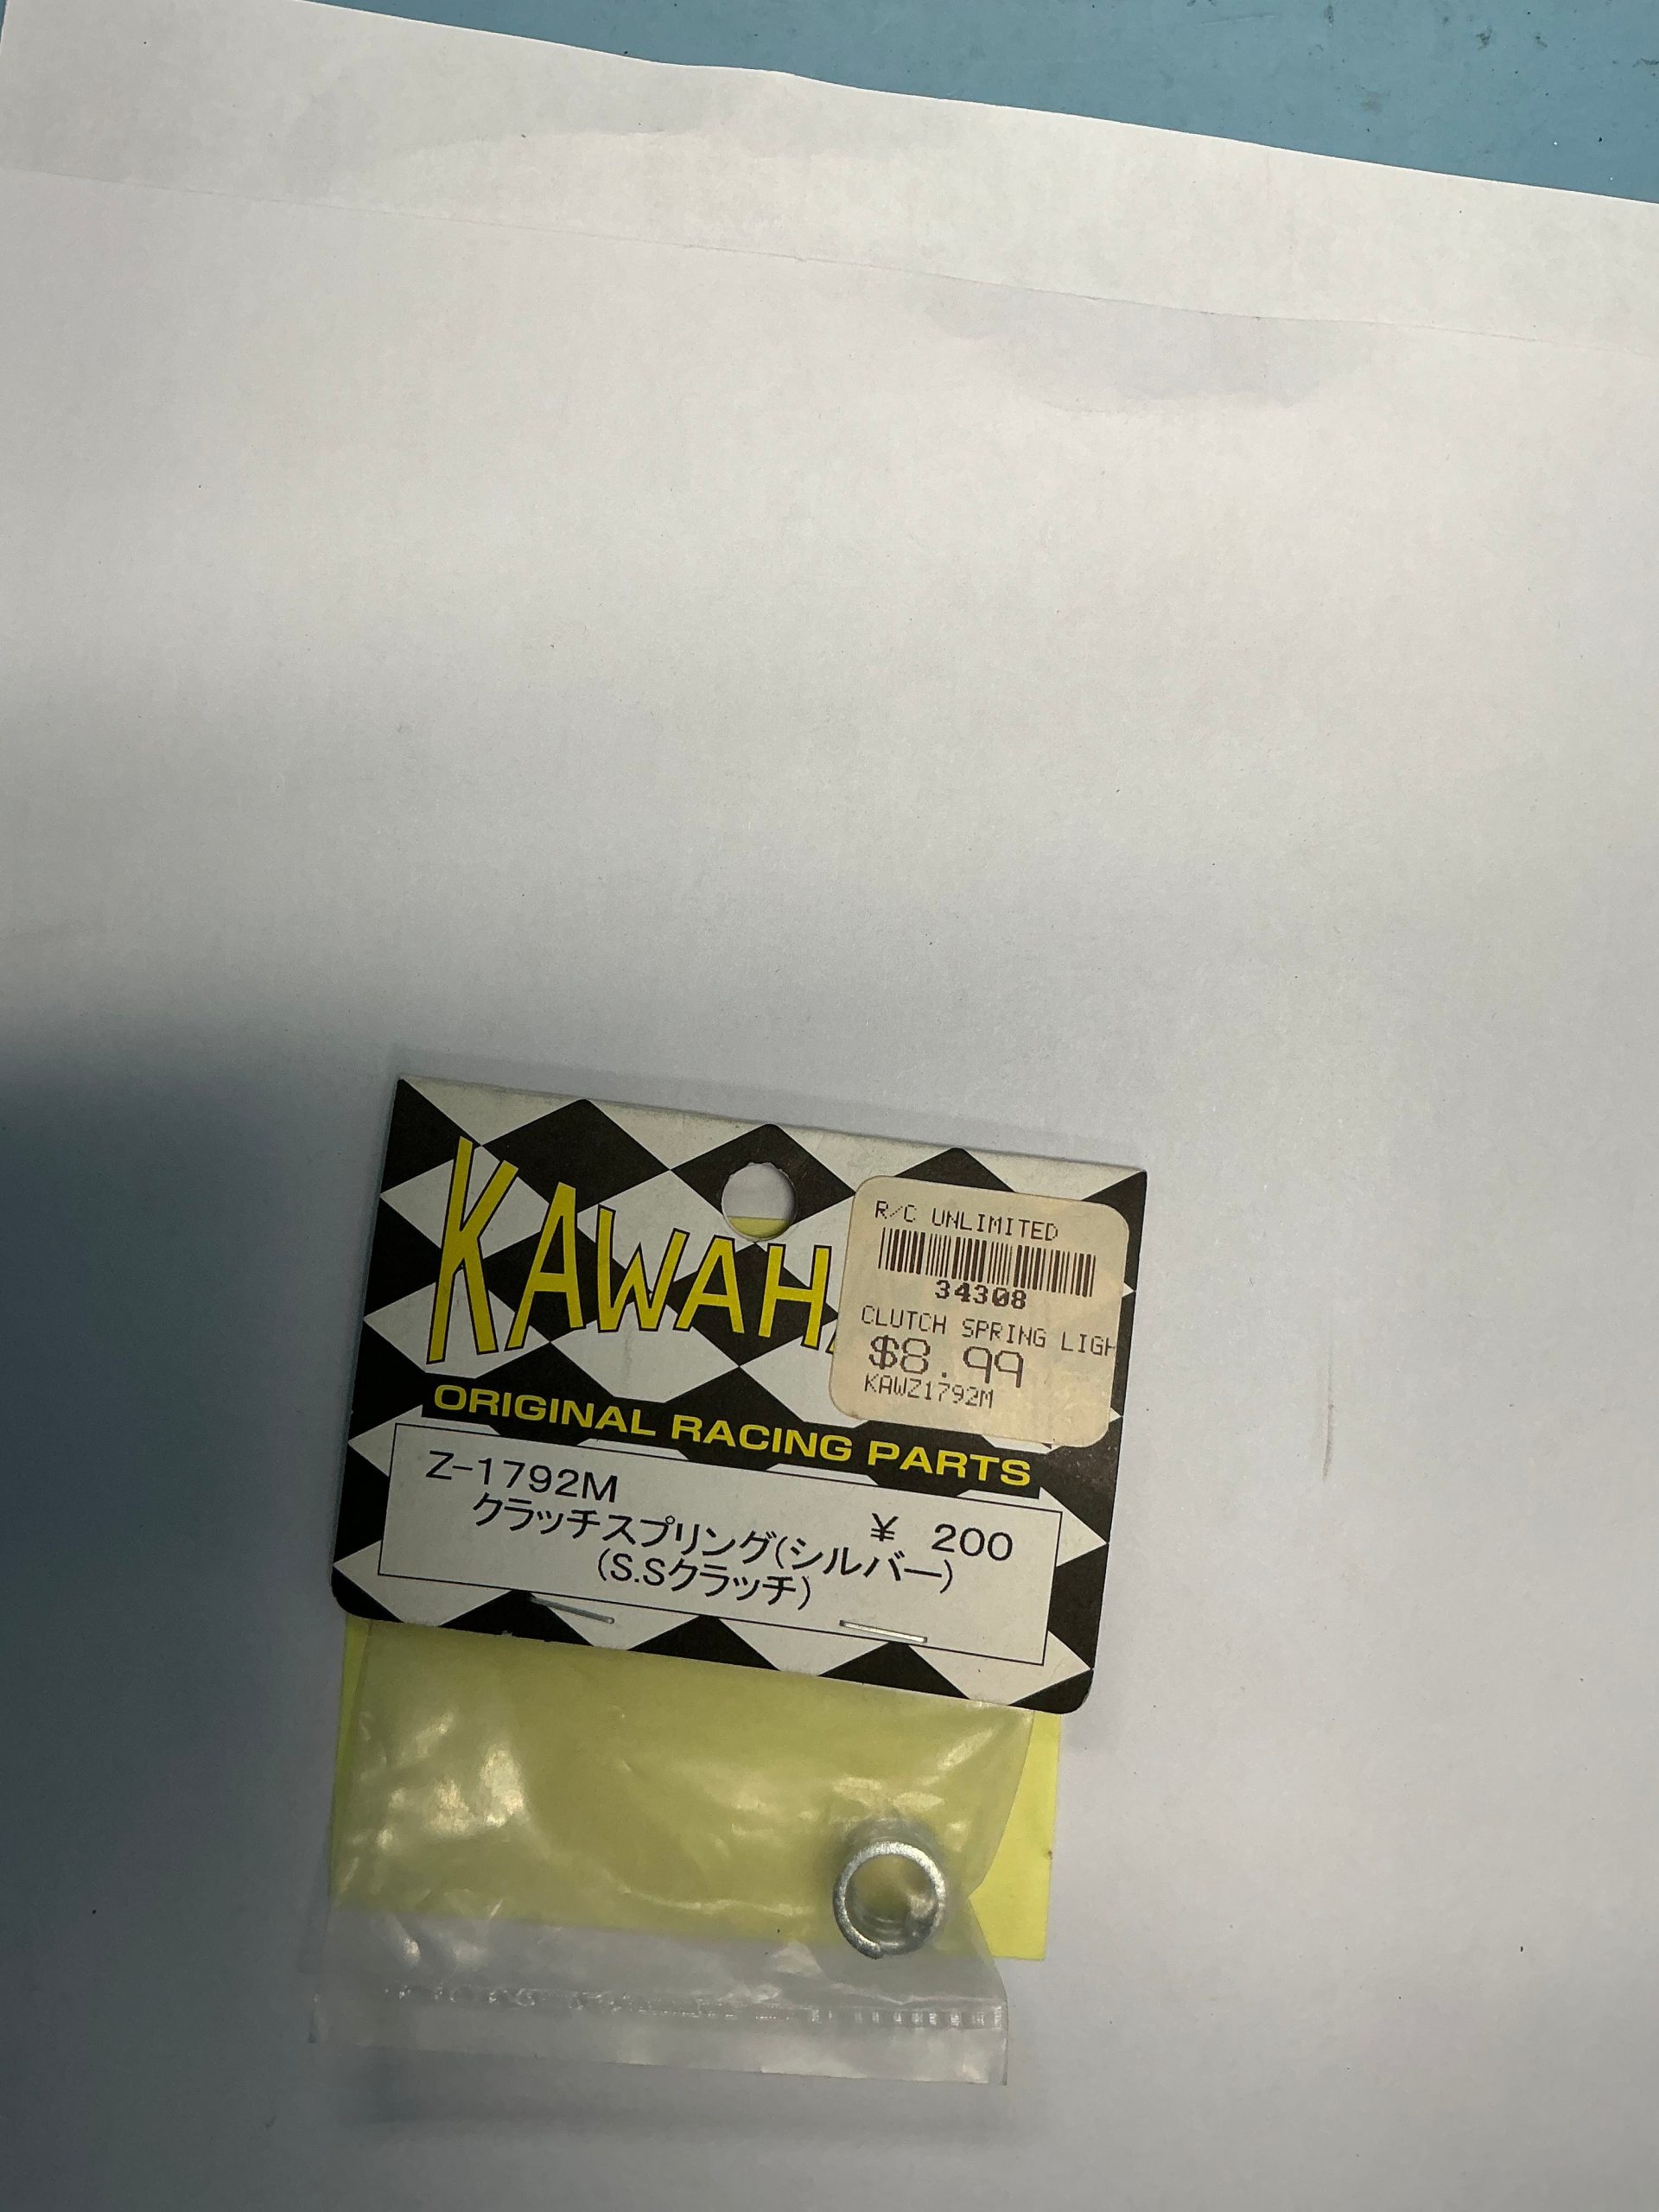 KAWAHA
ORIGINAL RACING PARTS
R/C UNLIMITED
34308
CLUTCH SPRING LIGH
$8.99
KAWZ1792M
Z-1792M
¥ 200
クラッチスプリング(シルバー)
(S.Sクラッチ)